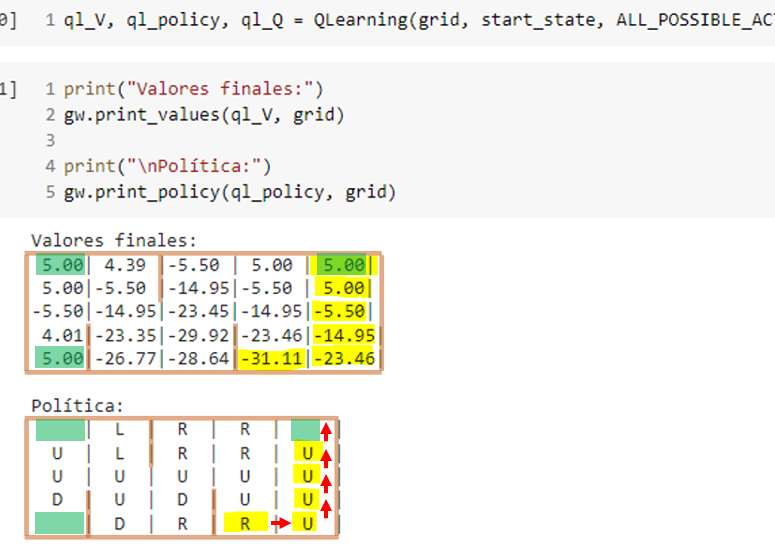 0] 1 ql_V, ql_policy, ql_Q = QLearning(grid, start_state, ALL_POSSIBLE_AC
1] 1 print("Valores finales:")
2 gw.print_values(ql_V, grid)
3
4 print("\nPolítica:")
5 gw.print_policy(ql_policy, grid)
Valores finales:
5.00| 4.39 |-5.50 | 5.00 | 5.00|
5.00|-5.50 |-14.95|-5.50 | 5.00|
-5.50|-14.95|-23.45|-14.95|-5.50|
4.01|-23.35|-29.92|-23.46|-14.95|
5.00|-26.77|-28.64|-31.11|-23.46|
Política:
| L | R | R | |
U | L | R | R | U |
U | U | U | U | U |
D | U | D | U | U |
| D | R | R | U |